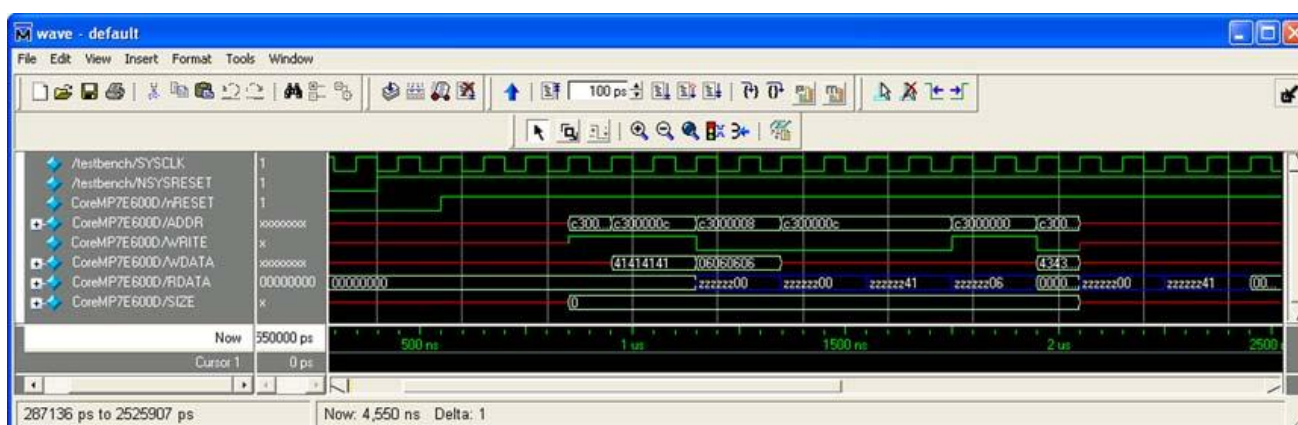 wave - default
File Edit View Insert Format Tools Window
100 ps
/testbench/SYSCLK 1
/testbench/NSYSRESET 1
CoreMP7E600D/nRESET 1
CoreMP7E600D/ADDR xxxxxxxx c300... c300000c c3000008 c300000c c3000000 c300...
CoreMP7E600D/WRITE x
CoreMP7E600D/WDATA xxxxxxxx 41414141 06060606 4343...
CoreMP7E600D/RDATA 00000000 00000000 zzzzzz00 zzzzzz00 zzzzzz41 zzzzzz06 0000... zzzzzz00 zzzzzz41 00...
CoreMP7E600D/SIZE x 0
Now 550000 ps 500 ns 1 us 1500 ns 2 us 2500
Cursor 1 0 ps
287136 ps to 2525907 ps Now: 4,550 ns Delta: 1